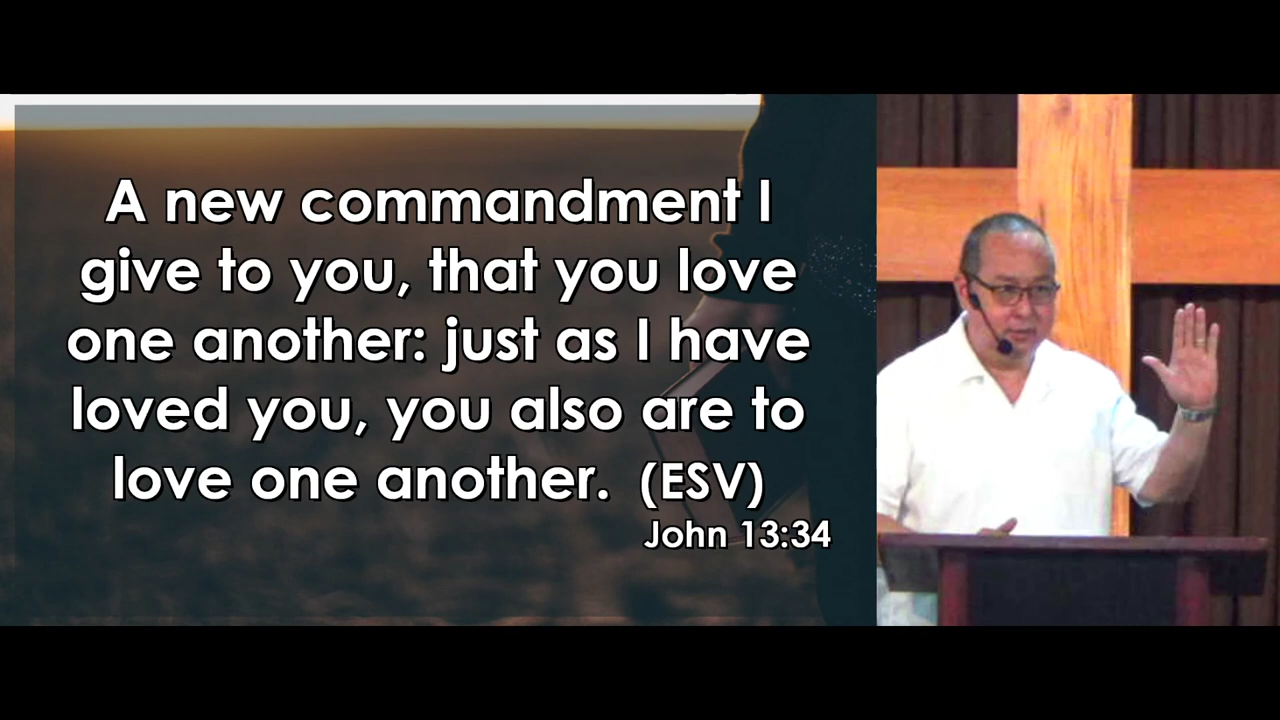 A new commandment I
give to you, that you love
one another: just as I have
loved you, you also are to
love one another. (ESV)
John 13:34